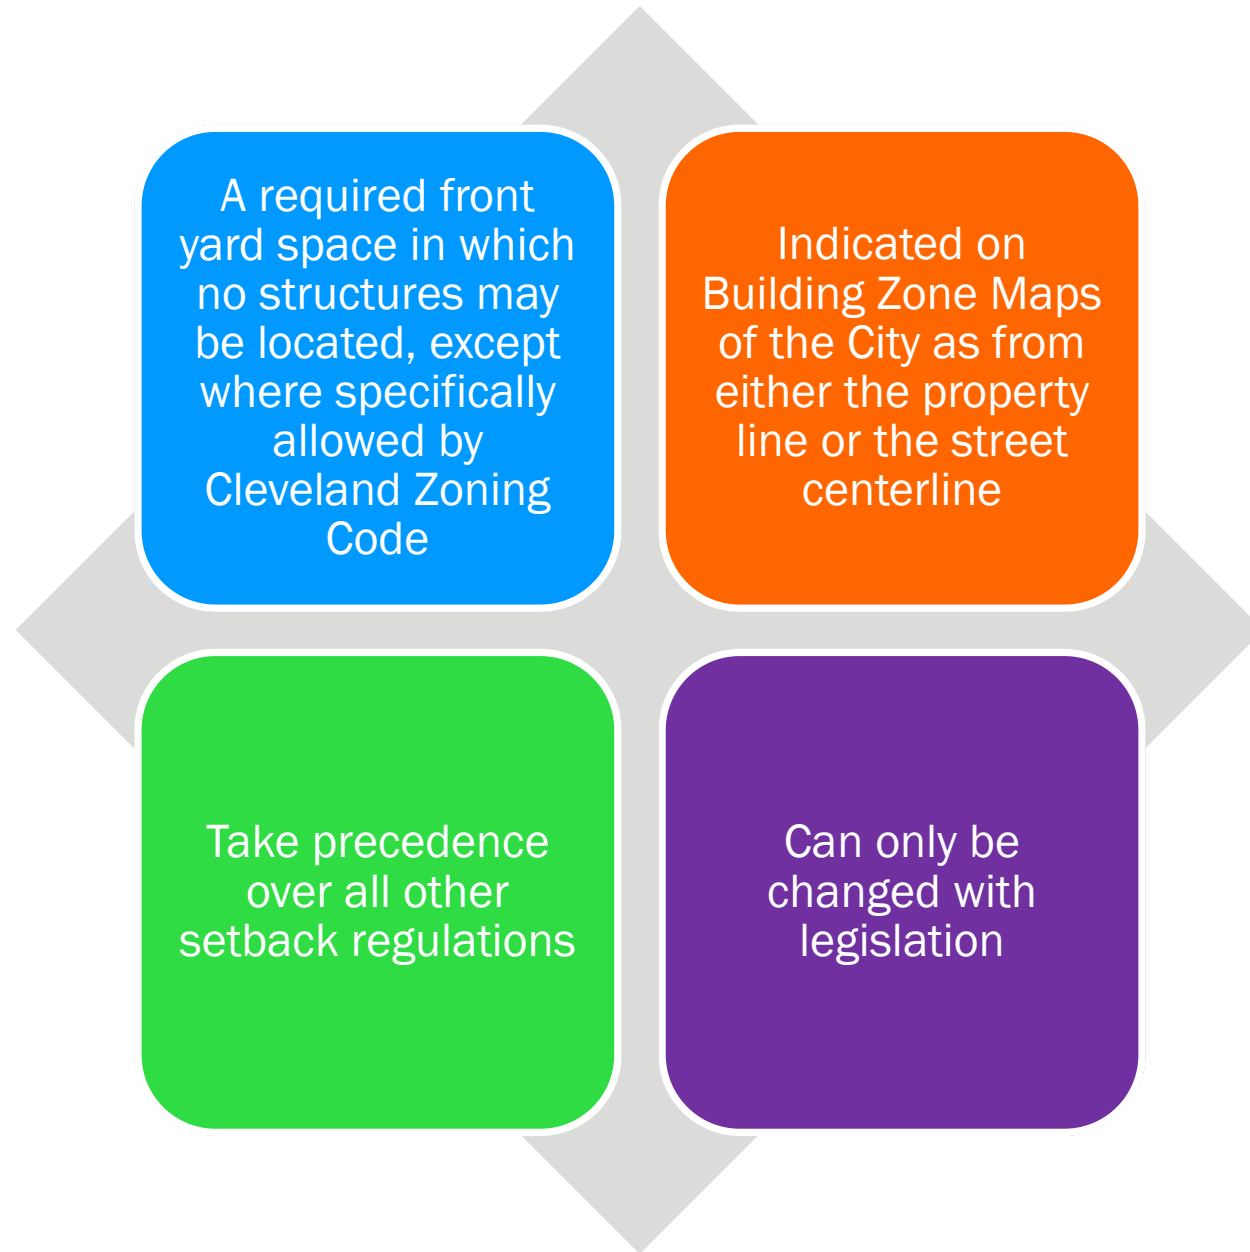 A required front
yard space in which
no structures may
be located, except
where specifically
allowed by
Cleveland Zoning
Code
Indicated on
Building Zone Maps
of the City as from
either the property
line or the street
centerline
Take precedence
over all other
setback regulations
Can only be
changed with
legislation